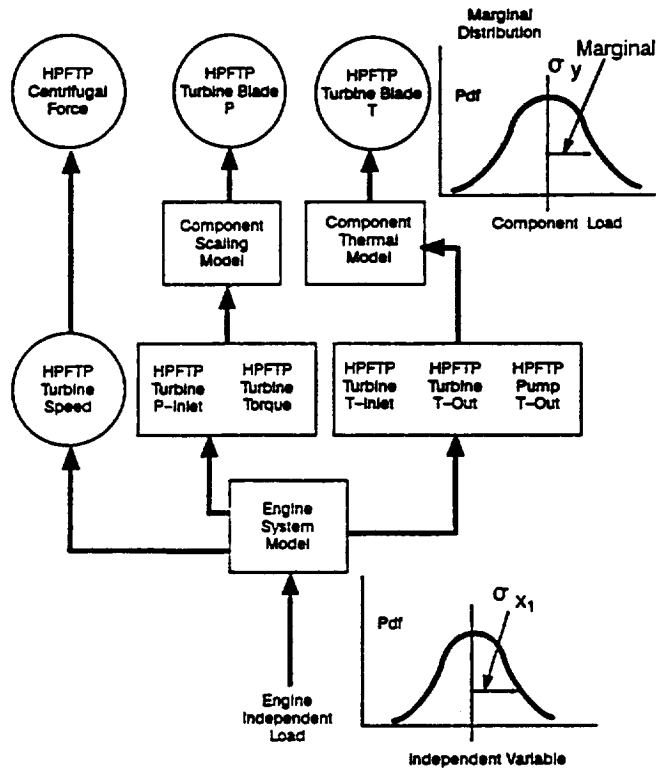 Marginal
Distribution
σ y
Marginal
Pdf
Component Load
HPFTP
Centrifugal
Force
HPFTP
Turbine Blade
P
HPFTP
Turbine Blade
T
Component
Scaling
Model
Component
Thermal
Model
HPFTP
Turbine
Speed
HPFTP
Turbine
P-Inlet
HPFTP
Turbine
Torque
HPFTP
Turbine
T-Inlet
HPFTP
Turbine
T-Out
HPFTP
Pump
T-Out
Engine
System
Model
Engine
Independent
Load
σ x₁
Pdf
Independent Variable